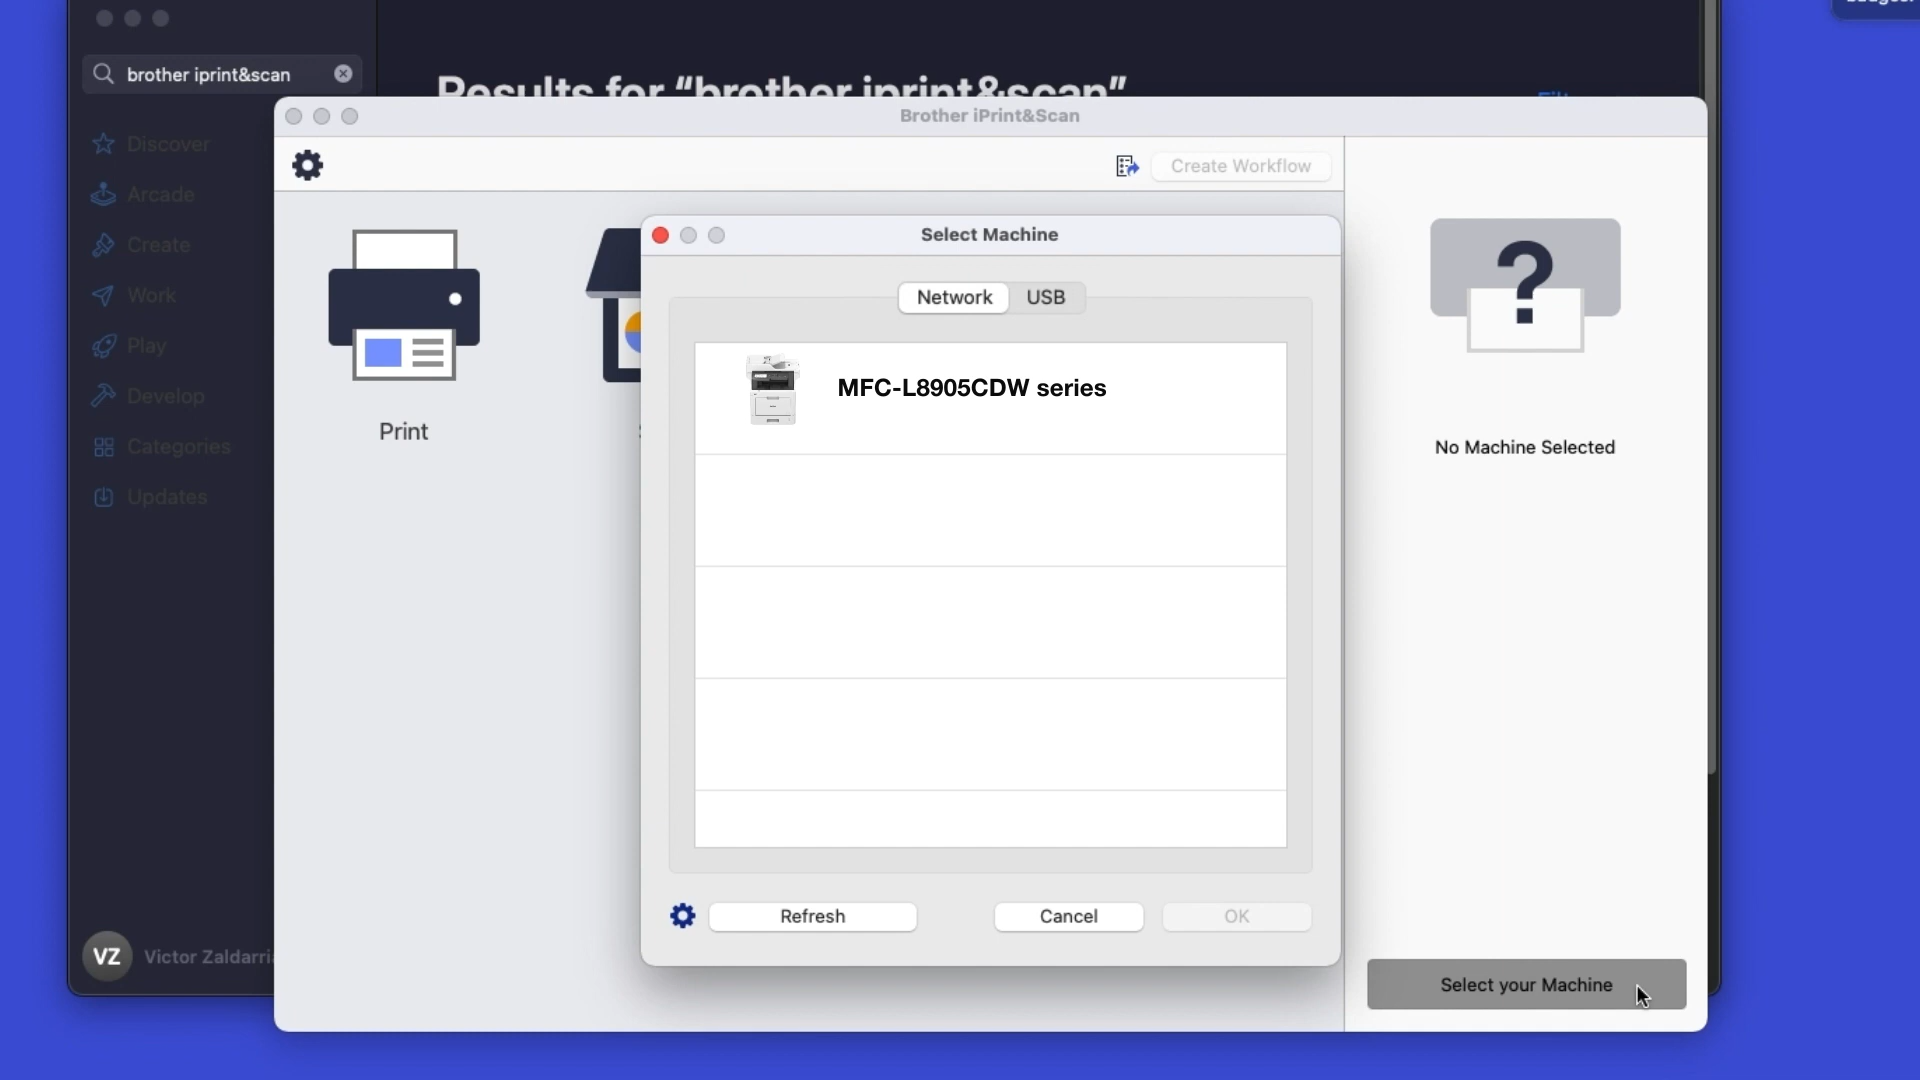 brother iprint&scan
Results for “brother iprint&scan”
Discover
Arcade
Create
Work
Play
Develop
Categories
Updates
VZ
Brother iPrint&Scan
Create Workflow
Print
Select Machine
Network
USB
MFC-L8905CDW series
Refresh
Cancel
OK
?
No Machine Selected
Select your Machine